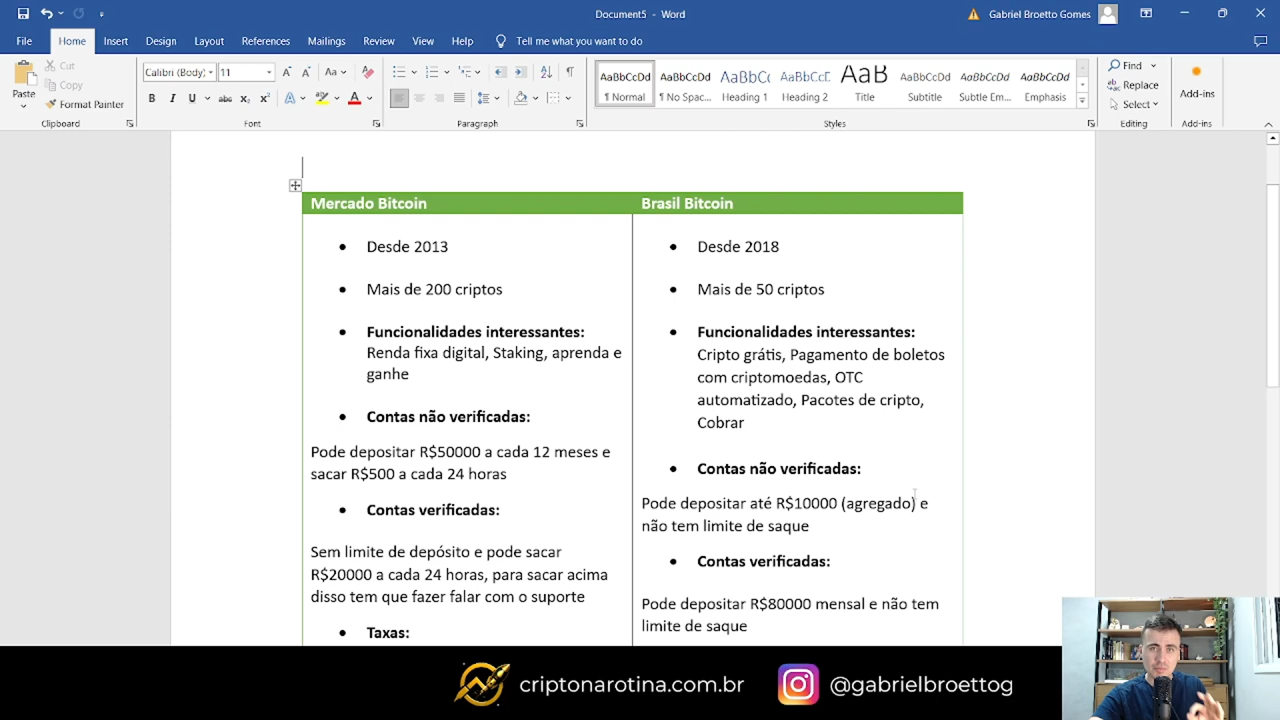 Document5 - Word
Gabriel Broetto Gomes
File Home Insert Design Layout References Mailings Review View Help Tell me what you want to do
Paste
Cut
Copy
Format Painter
Clipboard
Calibri (Body) 11
Font
Paragraph
AaBbCcDd AaBbCcDd AaBbCc AaBbCcC AaB AaBbCcD AaBbCcDd AaBbCcDd
¶ Normal ¶ No Spac... Heading 1 Heading 2 Title Subtitle Subtle Em... Emphasis
Styles
Find
Replace
Select
Editing
Add-ins
Add-ins
Mercado Bitcoin
Desde 2013
Mais de 200 criptos
Funcionalidades interessantes:
Renda fixa digital, Staking, aprenda e
ganhe
Contas não verificadas:
Pode depositar R$50000 a cada 12 meses e
sacar R$500 a cada 24 horas
Contas verificadas:
Sem limite de depósito e pode sacar
R$20000 a cada 24 horas, para sacar acima
disso tem que fazer falar com o suporte
Taxas:
Brasil Bitcoin
Desde 2018
Mais de 50 criptos
Funcionalidades interessantes:
Cripto grátis, Pagamento de boletos
com criptomoedas, OTC
automatizado, Pacotes de cripto,
Cobrar
Contas não verificadas:
Pode depositar até R$10000 (agregado) e
não tem limite de saque
Contas verificadas:
Pode depositar R$80000 mensal e não tem
limite de saque
criptonarotina.com.br
@gabrielbroettog